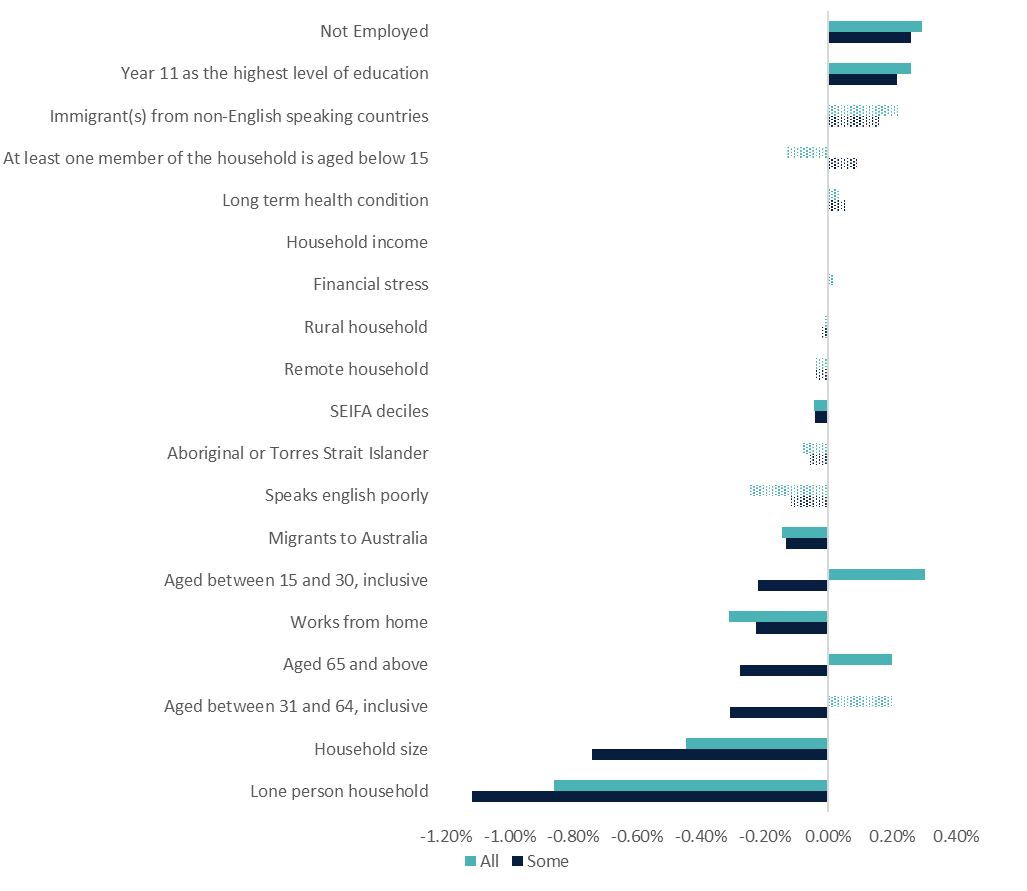 Not Employed
Year 11 as the highest level of education
Immigrant(s) from non-English speaking countries
At least one member of the household is aged below 15
Long term health condition
Household income
Financial stress
Rural household
Remote household
SEIFA deciles
Aboriginal or Torres Strait Islander
Speaks english poorly
Migrants to Australia
Aged between 15 and 30, inclusive
Works from home
Aged 65 and above
Aged between 31 and 64, inclusive
Household size
Lone person household
-1.20% -1.00% -0.80% -0.60% -0.40% -0.20% 0.00% 0.20% 0.40%
All Some